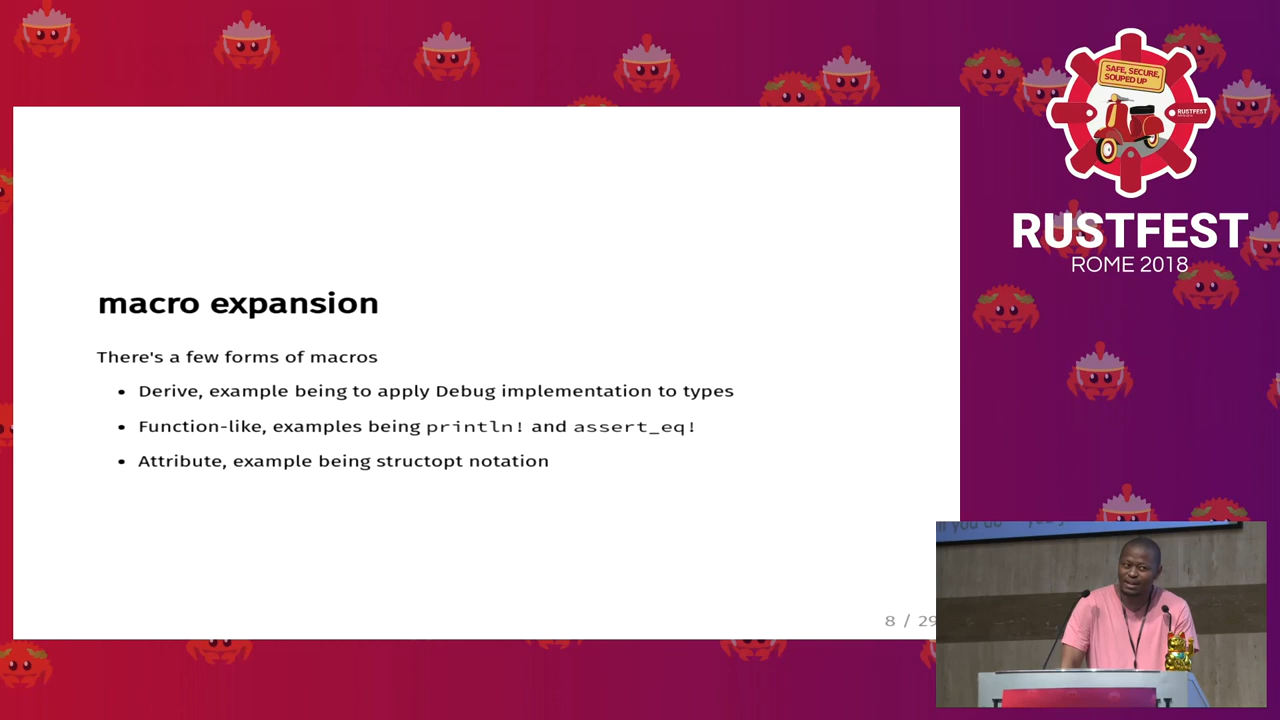 macro expansion
There's a few forms of macros
• Derive, example being to apply Debug implementation to types
• Function-like, examples being println! and assert_eq!
• Attribute, example being structopt notation
8 / 29
SAFE, SECURE,
SOUPED UP
RUSTFEST
RUSTFEST
ROME 2018
you do